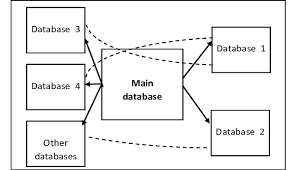 Database 3
Database 1
Database 4
Main
database
Database 2
Other
databases